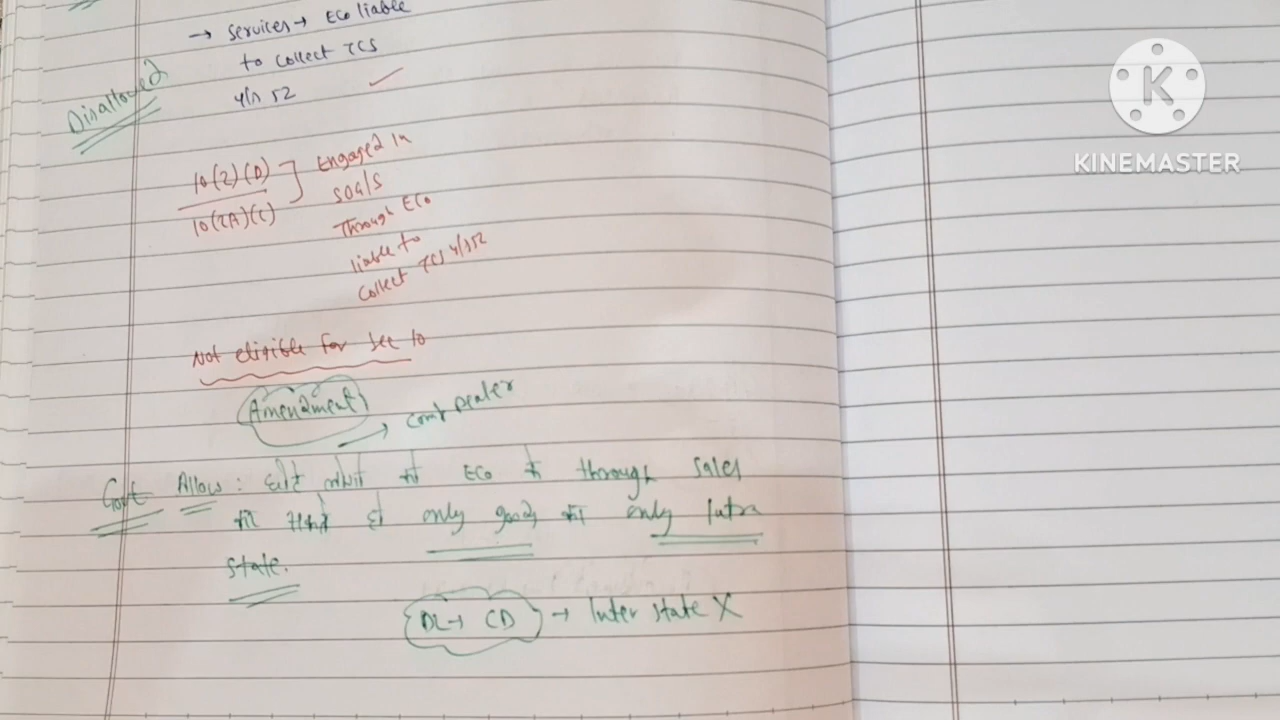 → services → ECO liable
to collect TCS
u/s 52
Disallowed
10(2)(D)
10(2A)(c)
Engaged in
SOG/S
Through ECO
liable to
collect TCS u/s 52
Not eligible for sec 10
Amendment
→ comp Dealer
Govt Allow: छोटे लोगों को ECO के through sales
only goods का only Intra
state.
CD → Inter state X
K
KINEMASTER